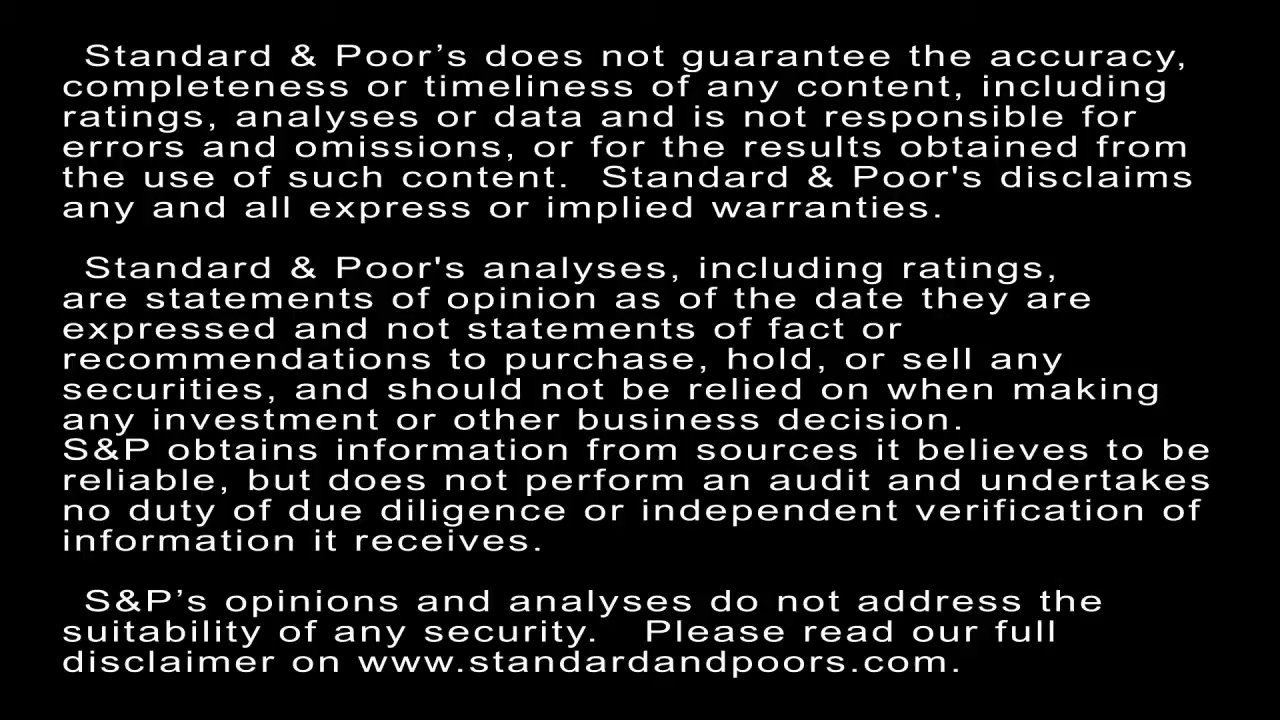 Standard & Poor’s does not guarantee the accuracy,
completeness or timeliness of any content, including
ratings, analyses or data and is not responsible for
errors and omissions, or for the results obtained from
the use of such content.  Standard & Poor's disclaims
any and all express or implied warranties.
Standard & Poor's analyses, including ratings,
are statements of opinion as of the date they are
expressed and not statements of fact or
recommendations to purchase, hold, or sell any
securities, and should not be relied on when making
any investment or other business decision.
S&P obtains information from sources it believes to be
reliable, but does not perform an audit and undertakes
no duty of due diligence or independent verification of
information it receives.
S&P’s opinions and analyses do not address the
suitability of any security.   Please read our full
disclaimer on www.standardandpoors.com.